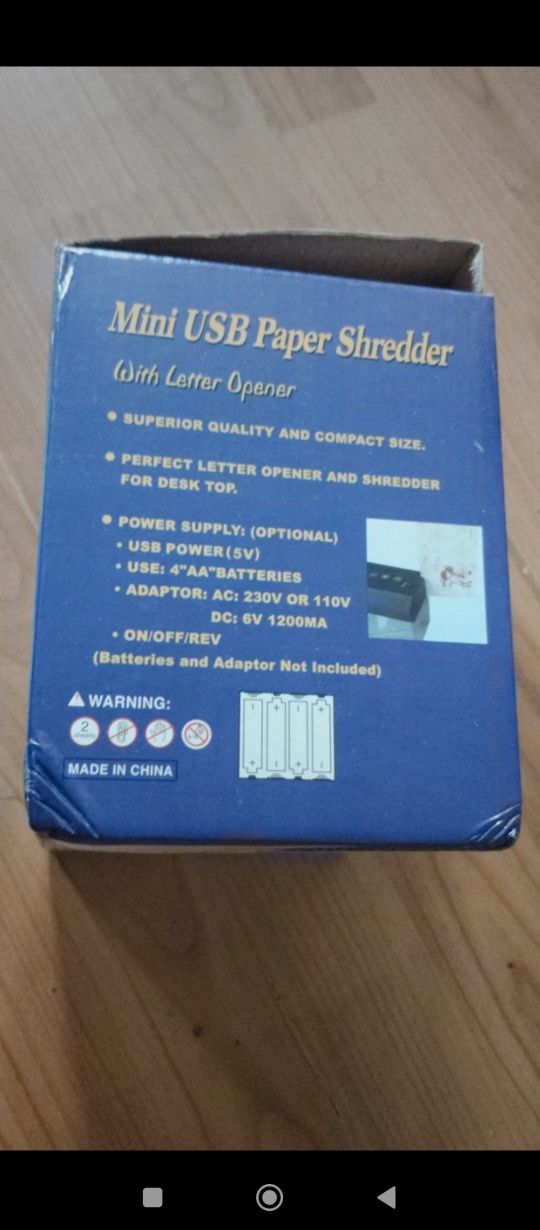 Mini USB Paper Shredder
With Letter Opener
• SUPERIOR QUALITY AND COMPACT SIZE.
• PERFECT LETTER OPENER AND SHREDDER
FOR DESK TOP.
• POWER SUPPLY: (OPTIONAL)
• USB POWER(5V)
• USE: 4"AA"BATTERIES
• ADAPTOR: AC: 230V OR 110V
DC: 6V 1200MA
• ON/OFF/REV
(Batteries and Adaptor Not Included)
WARNING:
2
SHEETS
MADE IN CHINA